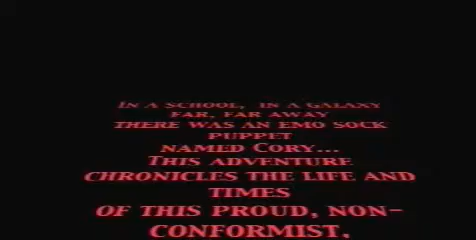 In a school, in a galaxy
far, far away
there was an emo sock
puppet
named Cory...
This adventure
chronicles the life and
times
of this proud, non-
conformist,